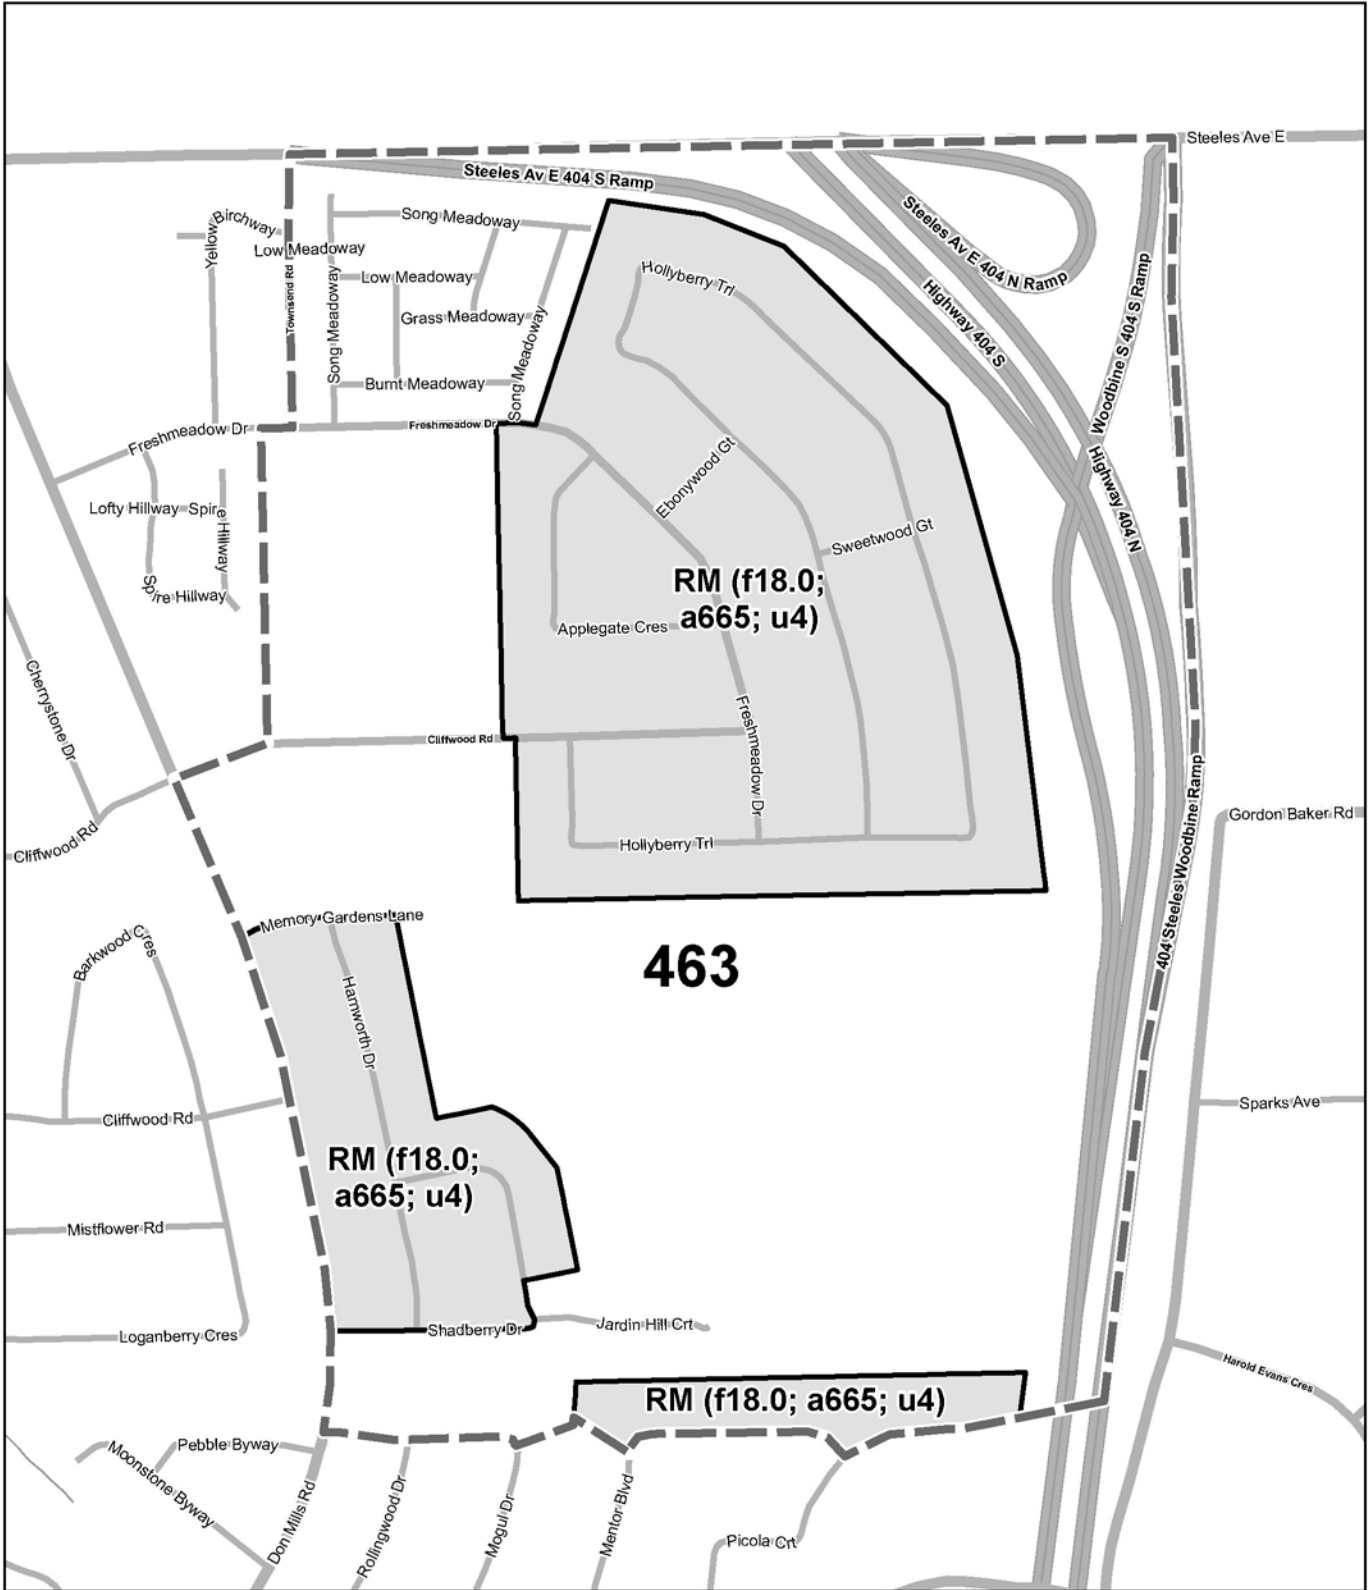 Steeles Ave E
Steeles Av E 404 S Ramp
Song Meadoway
Birchway
Yellow
Low Meadoway
Townsend Rd
Song Meadoway
Low Meadoway
Grass Meadoway
Song Meadoway
Burnt Meadoway
Hollyberry Trl
Steeles Av E 404 N Ramp
Highway 404 S
Woodbine S 404 S Ramp
Highway 404 N
Freshmeadow Dr
Freshmeadow Dr
Lofty Hillway
Spire Hillway
Spire Hillway
Ebonywood Gt
Sweetwood Gt
RM (f18.0;
a665; u4)
Applegate Cres
Cherrystone Dr
Cliffwood Rd
Freshmeadow Dr
Hollyberry Trl
Cliffwood Rd
404 Steeles Woodbine Ramp
Gordon Baker Rd
Memory Gardens Lane
Barkwood Cres
463
Harnworth Dr
Cliffwood Rd
Sparks Ave
RM (f18.0;
a665; u4)
Mistflower Rd
Loganberry Cres
Shadberry Dr
Jardin Hill Crt
Harold Evans Cres
RM (f18.0; a665; u4)
Pebble Byway
Moonstone Byway
Don Mills Rd
Rollingwood Dr
Mogul Dr
Mentor Blvd
Picola Crt